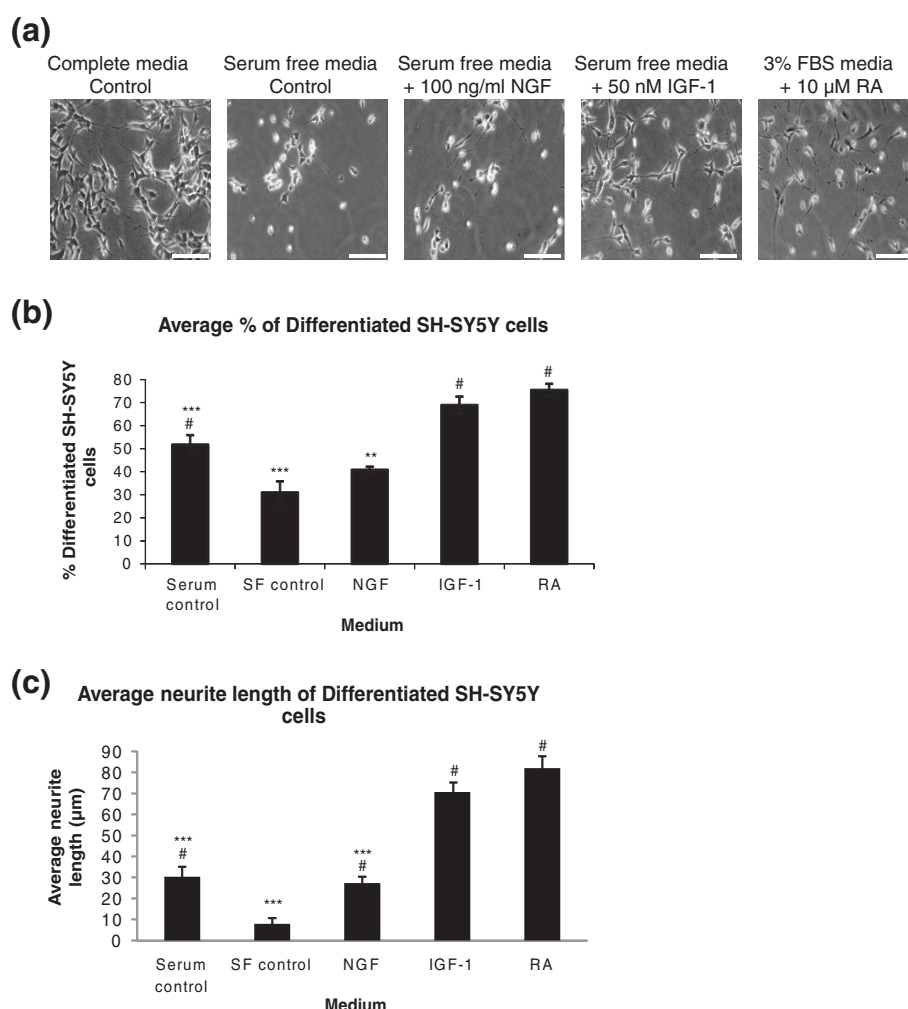 (a)
Complete media
Control
Serum free media
Control
Serum free media
+ 100 ng/ml NGF
Serum free media
+ 50 nM IGF-1
3% FBS media
+ 10 µM RA
(b)
Average % of Differentiated SH-SY5Y cells
% Differentiated SH-SY5Y
cells
80
70
60
50
40
30
20
10
0
***
#
***
**
#
#
Serum
control
SF control
NGF
IGF-1
RA
Medium
(c)
Average neurite length of Differentiated SH-SY5Y
cells
Average neurite
length (µm)
90
80
70
60
50
40
30
20
10
0
***
#
***
***
#
#
#
Serum
control
SF control
NGF
IGF-1
RA
Medium